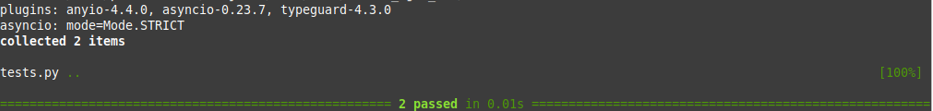 plugins: anyio-4.4.0, asyncio-0.23.7, typeguard-4.3.0
asyncio: mode=Mode.STRICT
collected 2 items
tests.py .. [100%]
================================================ 2 passed in 0.01s =================================================